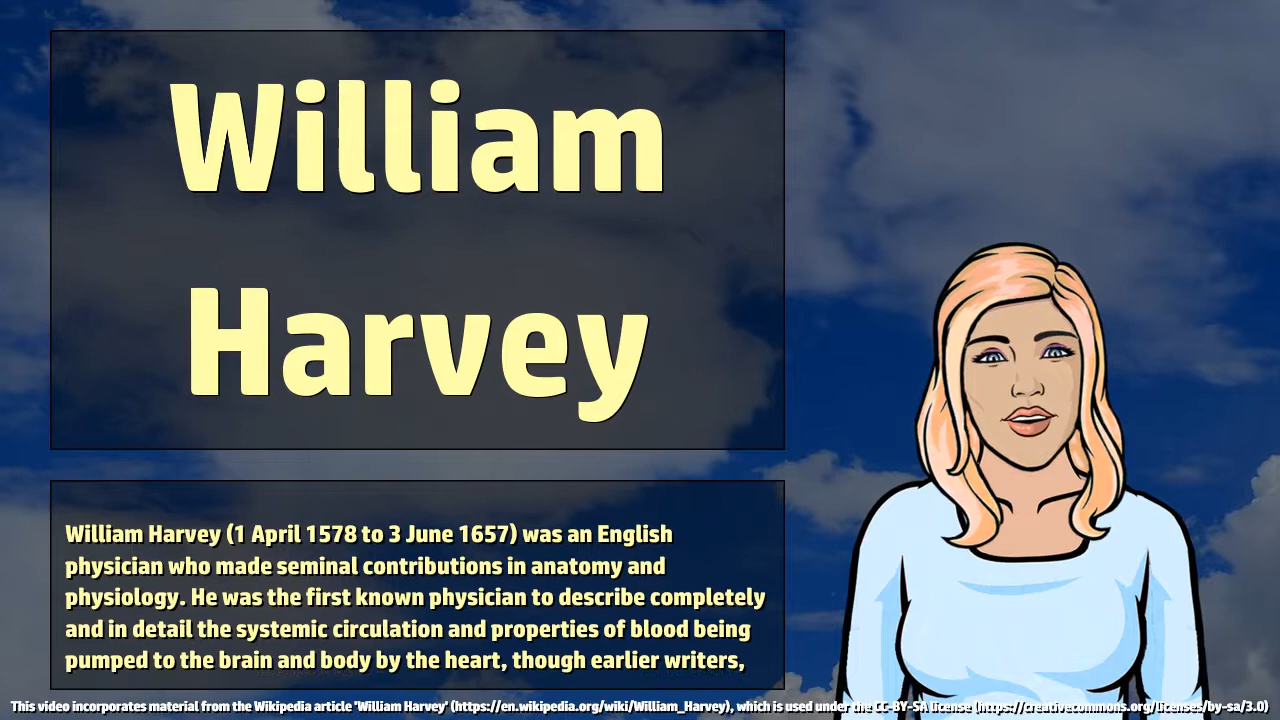 William
Harvey
William Harvey (1 April 1578 to 3 June 1657) was an English
physician who made seminal contributions in anatomy and
physiology. He was the first known physician to describe completely
and in detail the systemic circulation and properties of blood being
pumped to the brain and body by the heart, though earlier writers,
This video incorporates material from the Wikipedia article 'William Harvey' (https://en.wikipedia.org/wiki/William_Harvey), which is used under the CC-BY-SA license (https://creativecommons.org/licenses/by-sa/3.0)